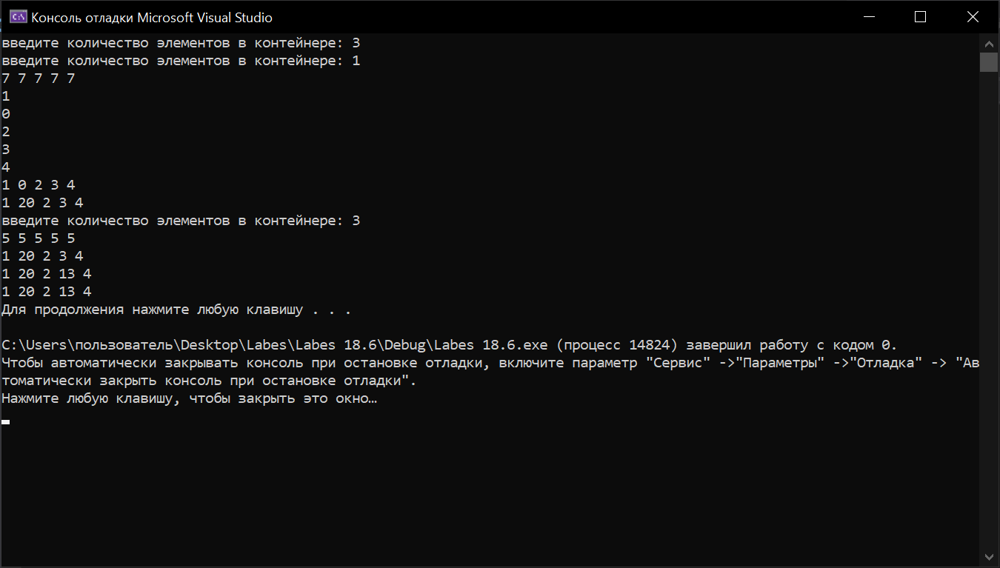 Консоль отладки Microsoft Visual Studio
введите количество элементов в контейнере: 3
введите количество элементов в контейнере: 1
7 7 7 7 7
1
0
2
3
4
1 0 2 3 4
1 20 2 3 4
введите количество элементов в контейнере: 3
5 5 5 5 5
1 20 2 3 4
1 20 2 13 4
1 20 2 13 4
Для продолжения нажмите любую клавишу . . .
C:\Users\пользователь\Desktop\Labes\Labes 18.6\Debug\Labes 18.6.exe (процесс 14824) завершил работу с кодом 0.
Чтобы автоматически закрывать консоль при остановке отладки, включите параметр "Сервис" ->"Параметры" ->"Отладка" -> "Ав
томатически закрыть консоль при остановке отладки".
Нажмите любую клавишу, чтобы закрыть это окно…